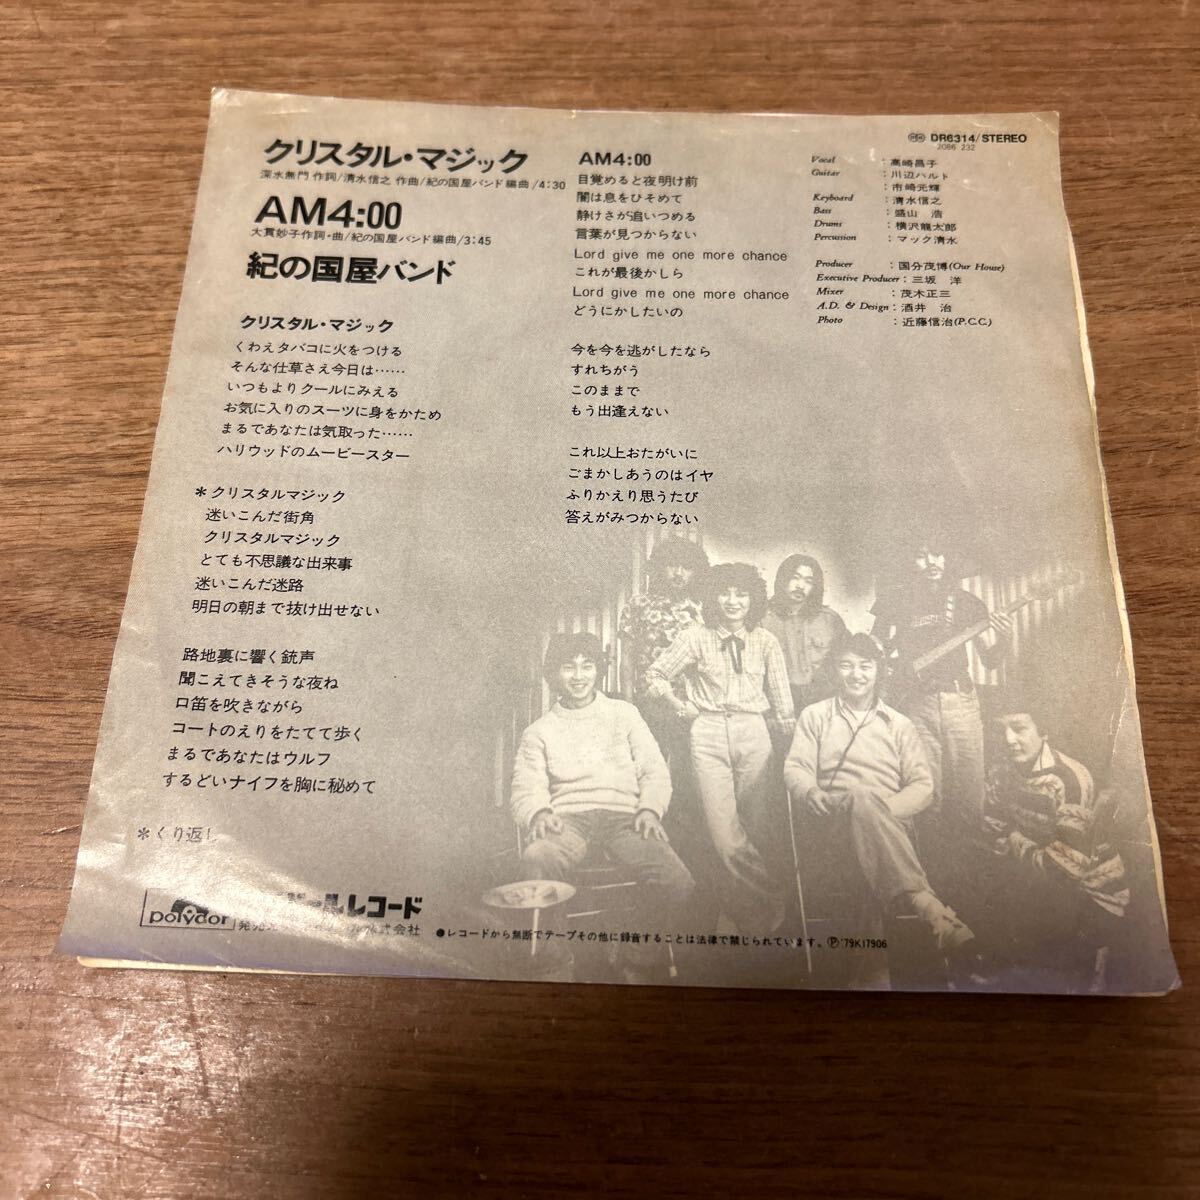 クリスタル・マジック
深水無門 作詞/清水信之 作曲/紀の国屋バンド 編曲/4:30
AM4:00
大貫妙子作詞・曲/紀の国屋バンド編曲/3:45
紀の国屋バンド
クリスタル・マジック
くわえタバコに火をつける
そんな仕草さえ今日は……
いつもよりクールにみえる
お気に入りのスーツに身をかため
まるであなたは気取った……
ハリウッドのムービースター
＊クリスタルマジック
迷いこんだ街角
クリスタルマジック
とても不思議な出来事
迷いこんだ迷路
明日の朝まで抜け出せない
路地裏に響く銃声
聞こえてきそうな夜ね
口笛を吹きながら
コートのえりをたてて歩く
まるであなたはウルフ
するどいナイフを胸に秘めて
＊くり返し
AM4:00
目覚めると夜明け前
闇は息をひそめて
静けさが追いつめる
言葉が見つからない
Lord give me one more chance
これが最後かしら
Lord give me one more chance
どうにかしたいの
今を今を逃がしたなら
すれちがう
このままで
もう出逢えない
これ以上おたがいに
ごまかしあうのはイヤ
ふりかえり思うたび
答えがみつからない
DR6314/STEREO
2086 232
Vocal : 高崎昌子
Guitar : 川辺ハルト
: 市崎元輝
Keyboard : 清水信之
Bass : 盛山 浩
Drums : 横沢龍太郎
Percussion : マック清水
Producer : 国分茂博(Our House)
Executive Producer : 三坂 洋
Mixer : 茂木正三
A.D. & Design : 酒井 治
Photo : 近藤信治(P.C.C.)
polydor
レコード
●レコードから無断でテープその他に録音することは法律で禁じられています。Ⓟ'79K17906